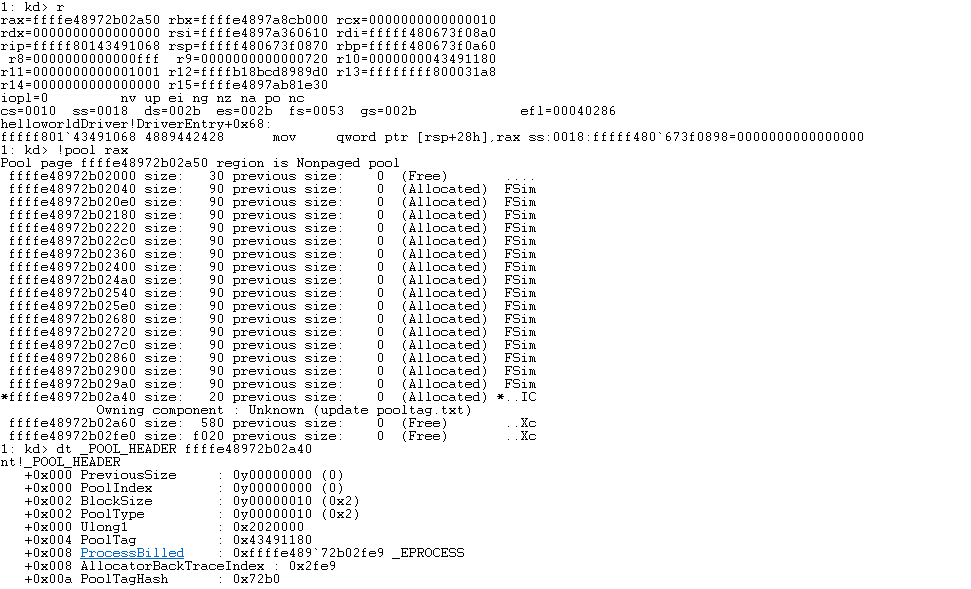 1: kd> r
rax=ffffe48972b02a50 rbx=ffffe4897a8cb000 rcx=0000000000000010
rdx=0000000000000000 rsi=ffffe4897a360610 rdi=fffff480673f08a0
rip=fffff80143491068 rsp=fffff480673f0870 rbp=fffff480673f0a60
r8=0000000000000fff r9=0000000000000720 r10=0000000043491180
r11=0000000000001001 r12=ffffb18bcd8989d0 r13=ffffffff800031a8
r14=0000000000000000 r15=ffffe4897ab81e30
iopl=0 nv up ei ng nz na po nc
cs=0010 ss=0018 ds=002b es=002b fs=0053 gs=002b efl=00040286
helloworldDriver!DriverEntry+0x68:
fffff801`43491068 4889442428 mov qword ptr [rsp+28h],rax ss:0018:fffff480`673f0898=0000000000000000
1: kd> !pool rax
Pool page ffffe48972b02a50 region is Nonpaged pool
ffffe48972b02000 size: 30 previous size: 0 (Free) ....
ffffe48972b02040 size: 90 previous size: 0 (Allocated) FSim
ffffe48972b020e0 size: 90 previous size: 0 (Allocated) FSim
ffffe48972b02180 size: 90 previous size: 0 (Allocated) FSim
ffffe48972b02220 size: 90 previous size: 0 (Allocated) FSim
ffffe48972b022c0 size: 90 previous size: 0 (Allocated) FSim
ffffe48972b02360 size: 90 previous size: 0 (Allocated) FSim
ffffe48972b02400 size: 90 previous size: 0 (Allocated) FSim
ffffe48972b024a0 size: 90 previous size: 0 (Allocated) FSim
ffffe48972b02540 size: 90 previous size: 0 (Allocated) FSim
ffffe48972b025e0 size: 90 previous size: 0 (Allocated) FSim
ffffe48972b02680 size: 90 previous size: 0 (Allocated) FSim
ffffe48972b02720 size: 90 previous size: 0 (Allocated) FSim
ffffe48972b027c0 size: 90 previous size: 0 (Allocated) FSim
ffffe48972b02860 size: 90 previous size: 0 (Allocated) FSim
ffffe48972b02900 size: 90 previous size: 0 (Allocated) FSim
ffffe48972b029a0 size: 90 previous size: 0 (Allocated) FSim
*ffffe48972b02a40 size: 20 previous size: 0 (Allocated) *..IC
Owning component : Unknown (update pooltag.txt)
ffffe48972b02a60 size: 580 previous size: 0 (Free) ..Xc
ffffe48972b02fe0 size: f020 previous size: 0 (Free) ..Xc
1: kd> dt _POOL_HEADER ffffe48972b02a40
nt!_POOL_HEADER
+0x000 PreviousSize : 0y00000000 (0)
+0x000 PoolIndex : 0y00000000 (0)
+0x002 BlockSize : 0y00000010 (0x2)
+0x002 PoolType : 0y00000010 (0x2)
+0x000 Ulong1 : 0x2020000
+0x004 PoolTag : 0x43491180
+0x008 ProcessBilled : 0xffffe489`72b02fe9 _EPROCESS
+0x008 AllocatorBackTraceIndex : 0x2fe9
+0x00a PoolTagHash : 0x72b0